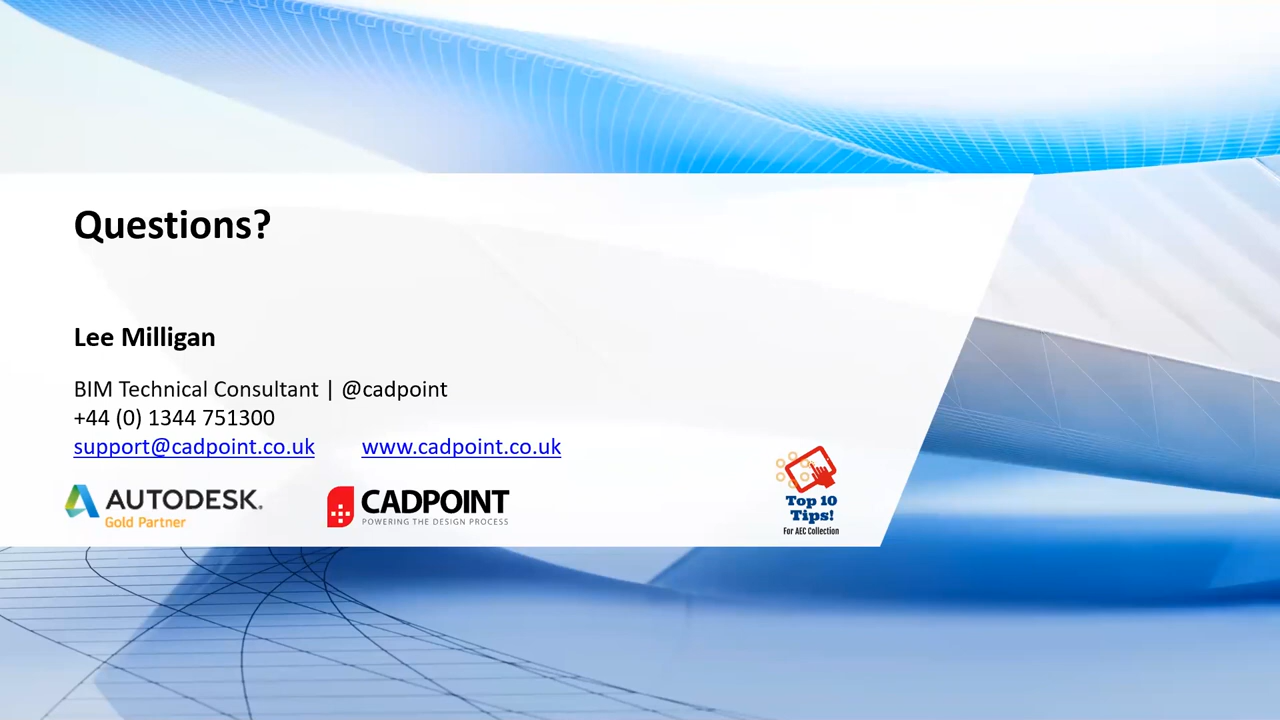 Questions?
Lee Milligan
BIM Technical Consultant | @cadpoint
+44 (0) 1344 751300
support@cadpoint.co.uk www.cadpoint.co.uk
AUTODESK.
Gold Partner
CADPOINT
POWERING THE DESIGN PROCESS
Top 10
Tips!
For AEC Collection